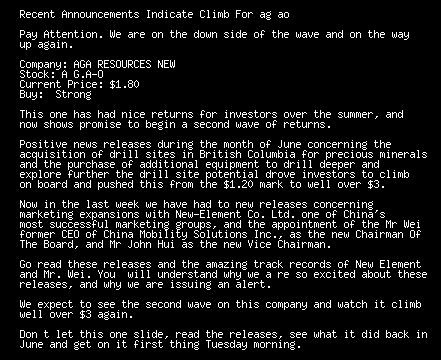 Recent Announcements Indicate Climb For ag ao
Pay Attention. We are on the down side of the wave and on the way
up again.
Company: AGA RESOURCES NEW
Stock: A G.A-O
Current Price: $1.80
Buy:  Strong
This one has had nice returns for investors over the summer, and
now shows promise to begin a second wave of returns.
Positive news releases during the month of June concerning the
acquisition of drill sites in British Columbia for precious minerals
and the purchase of additional equipment to drill deeper and
explore further the drill site potential drove investors to climb
on board and pushed this from the $1.20 mark to well over $3.
Now in the last week we have had to new releases concerning
marketing expansions with New-Element Co. Ltd. one of China's
most successful marketing groups, and the appointment of the Mr Wei
former CEO of China Mobility Solutions Inc., as the new Chairman Of
The Board, and Mr John Hui as the new Vice Chairman.
Go read these releases and the amazing track records of New Element
and Mr. Wei. You  will understand why we a re so excited about these
releases, and why we are issuing an alert.
We expect to see the second wave on this company and watch it climb
well over $3 again.
Don t let this one slide, read the releases, see what it did back in
June and get on it first thing Tuesday morning.